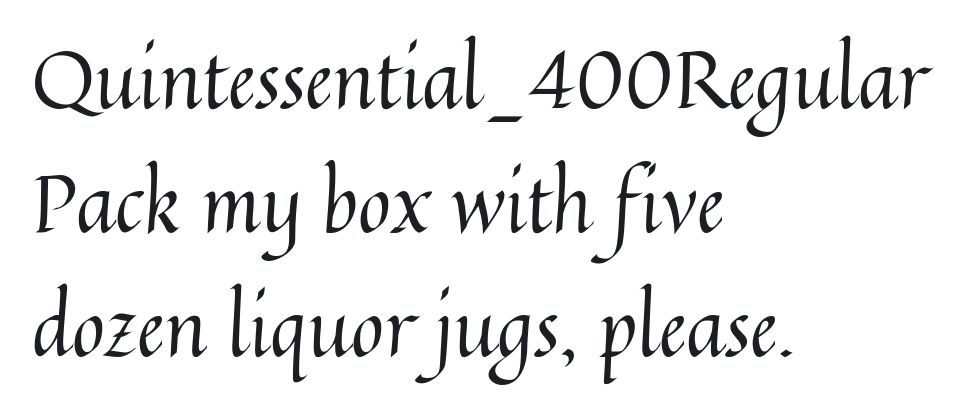 Quintessential_400Regular
Pack my box with five
dozen liquor jugs, please.